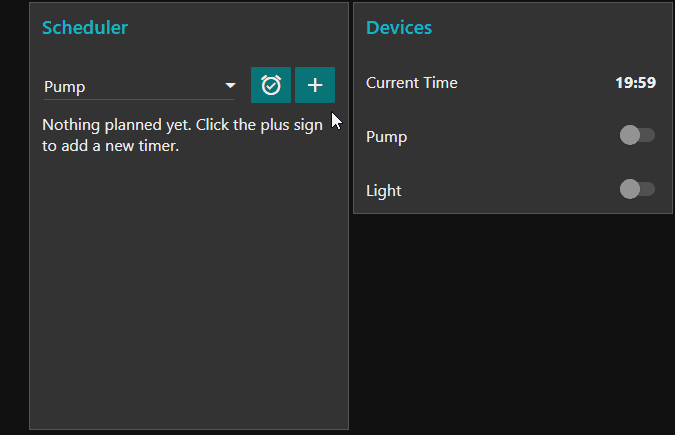 Scheduler
Pump
Nothing planned yet. Click the plus sign
to add a new timer.
Devices
Current Time 19:59
Pump
Light